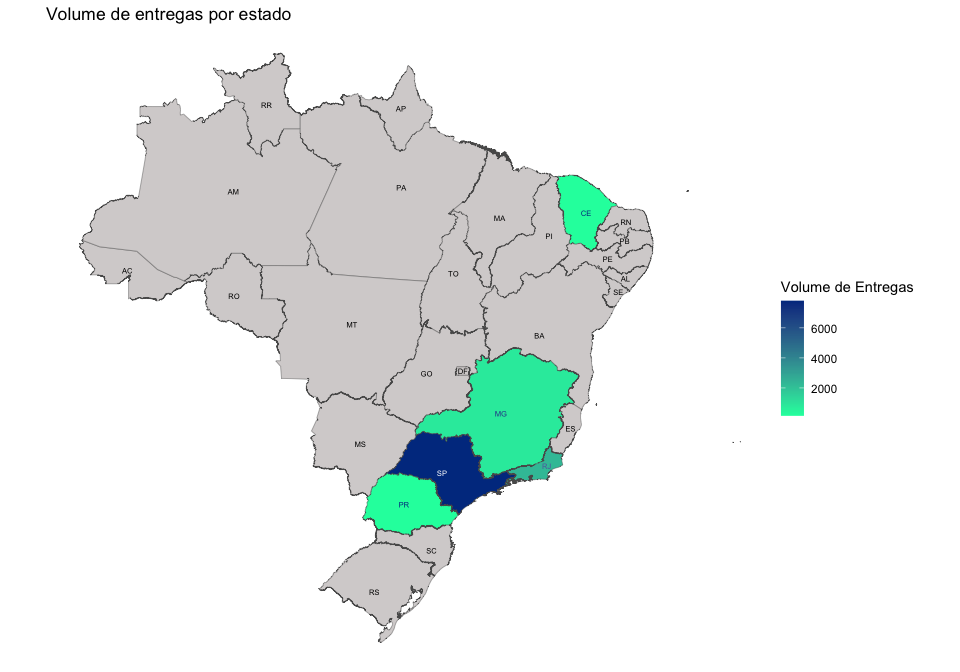 Volume de entregas por estado
RR
AP
AM
PA
MA
CE
RN
PI
PB
PE
AC
TO
AL
RO
SE
MT
BA
GO
DF
MG
ES
MS
RJ
SP
PR
SC
RS
Volume de Entregas
6000
4000
2000